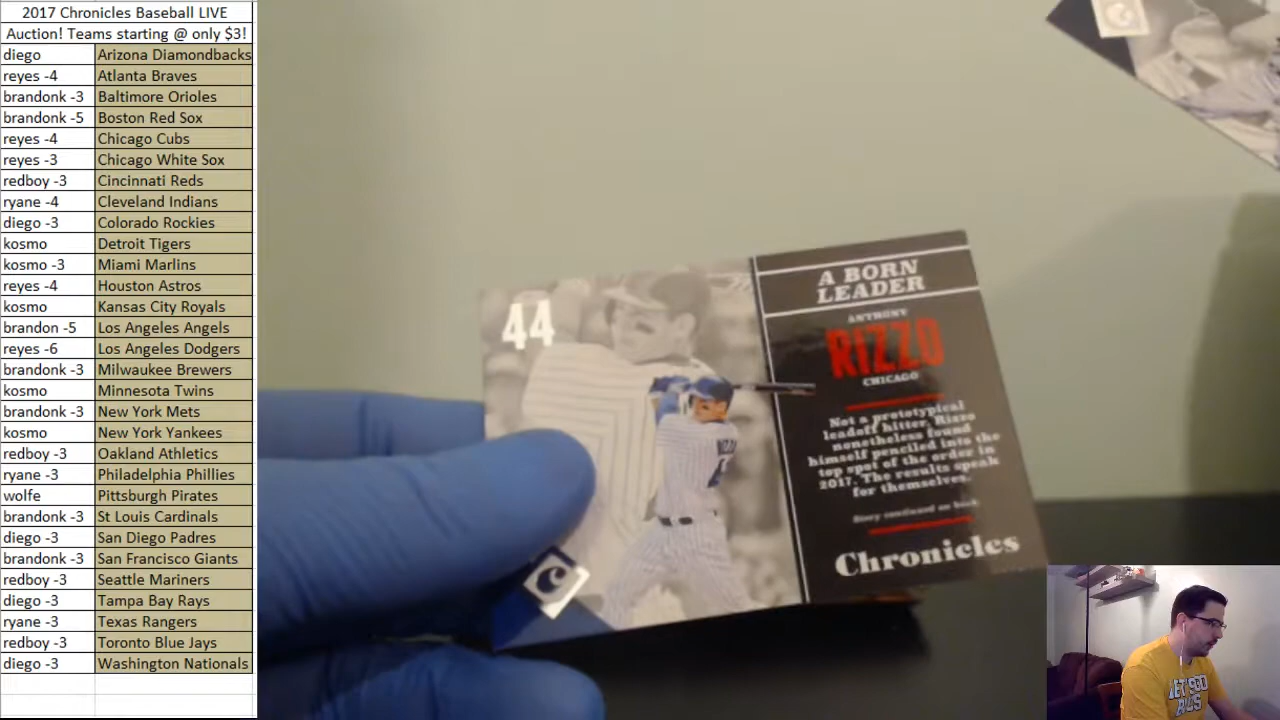 2017 Chronicles Baseball LIVE
Auction! Teams starting @ only $3!
diego Arizona Diamondbacks
reyes -4 Atlanta Braves
brandonk -3 Baltimore Orioles
brandonk -5 Boston Red Sox
reyes -4 Chicago Cubs
reyes -3 Chicago White Sox
redboy -3 Cincinnati Reds
ryane -4 Cleveland Indians
diego -3 Colorado Rockies
kosmo Detroit Tigers
kosmo -3 Miami Marlins
reyes -4 Houston Astros
kosmo Kansas City Royals
brandon -5 Los Angeles Angels
reyes -6 Los Angeles Dodgers
brandonk -3 Milwaukee Brewers
kosmo Minnesota Twins
brandonk -3 New York Mets
kosmo New York Yankees
redboy -3 Oakland Athletics
ryane -3 Philadelphia Phillies
wolfe Pittsburgh Pirates
brandonk -3 St Louis Cardinals
diego -3 San Diego Padres
brandonk -3 San Francisco Giants
redboy -3 Seattle Mariners
diego -3 Tampa Bay Rays
ryane -3 Texas Rangers
redboy -3 Toronto Blue Jays
diego -3 Washington Nationals
44
C
A BORN
LEADER
ANTHONY
RIZZO
CHICAGO
Not a prototypical
leadoff hitter, Rizzo
nonetheless found
himself penciled into the
top spot of the order in
2017. The results speak
for themselves.
Story continued on back
Chronicles